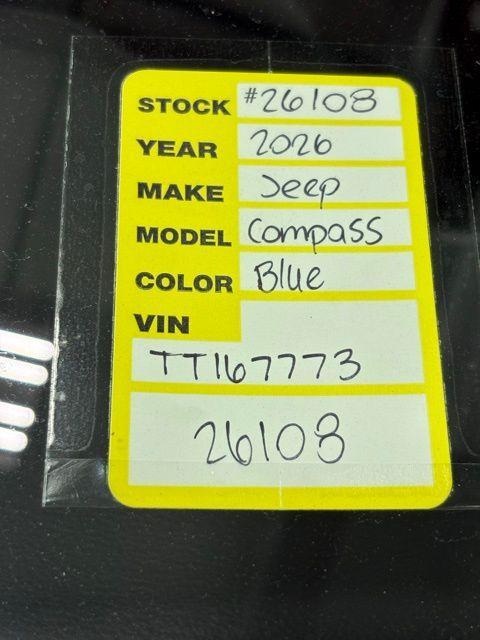 STOCK #26108
YEAR 2026
MAKE Jeep
MODEL Compass
COLOR Blue
VIN
TT167773
26108